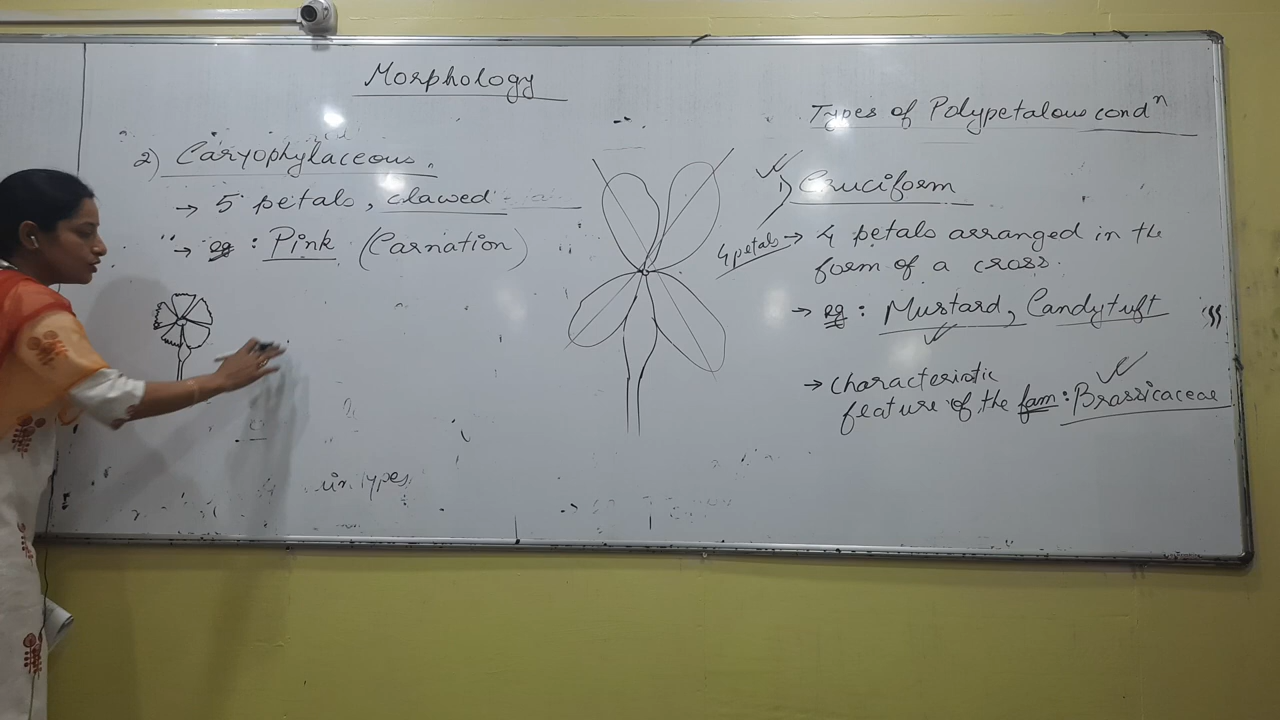 Morphology
Types of Polypetalous condⁿ
1) Cruciform
4 petals
→ 4 petals arranged in the
form of a cross.
→ eg : Mustard, Candytuft
→ characteristic
feature of the fam : Brassicaceae
2) Caryophylaceous
→ 5 petals, clawed
→ eg : Pink (Carnation)
types